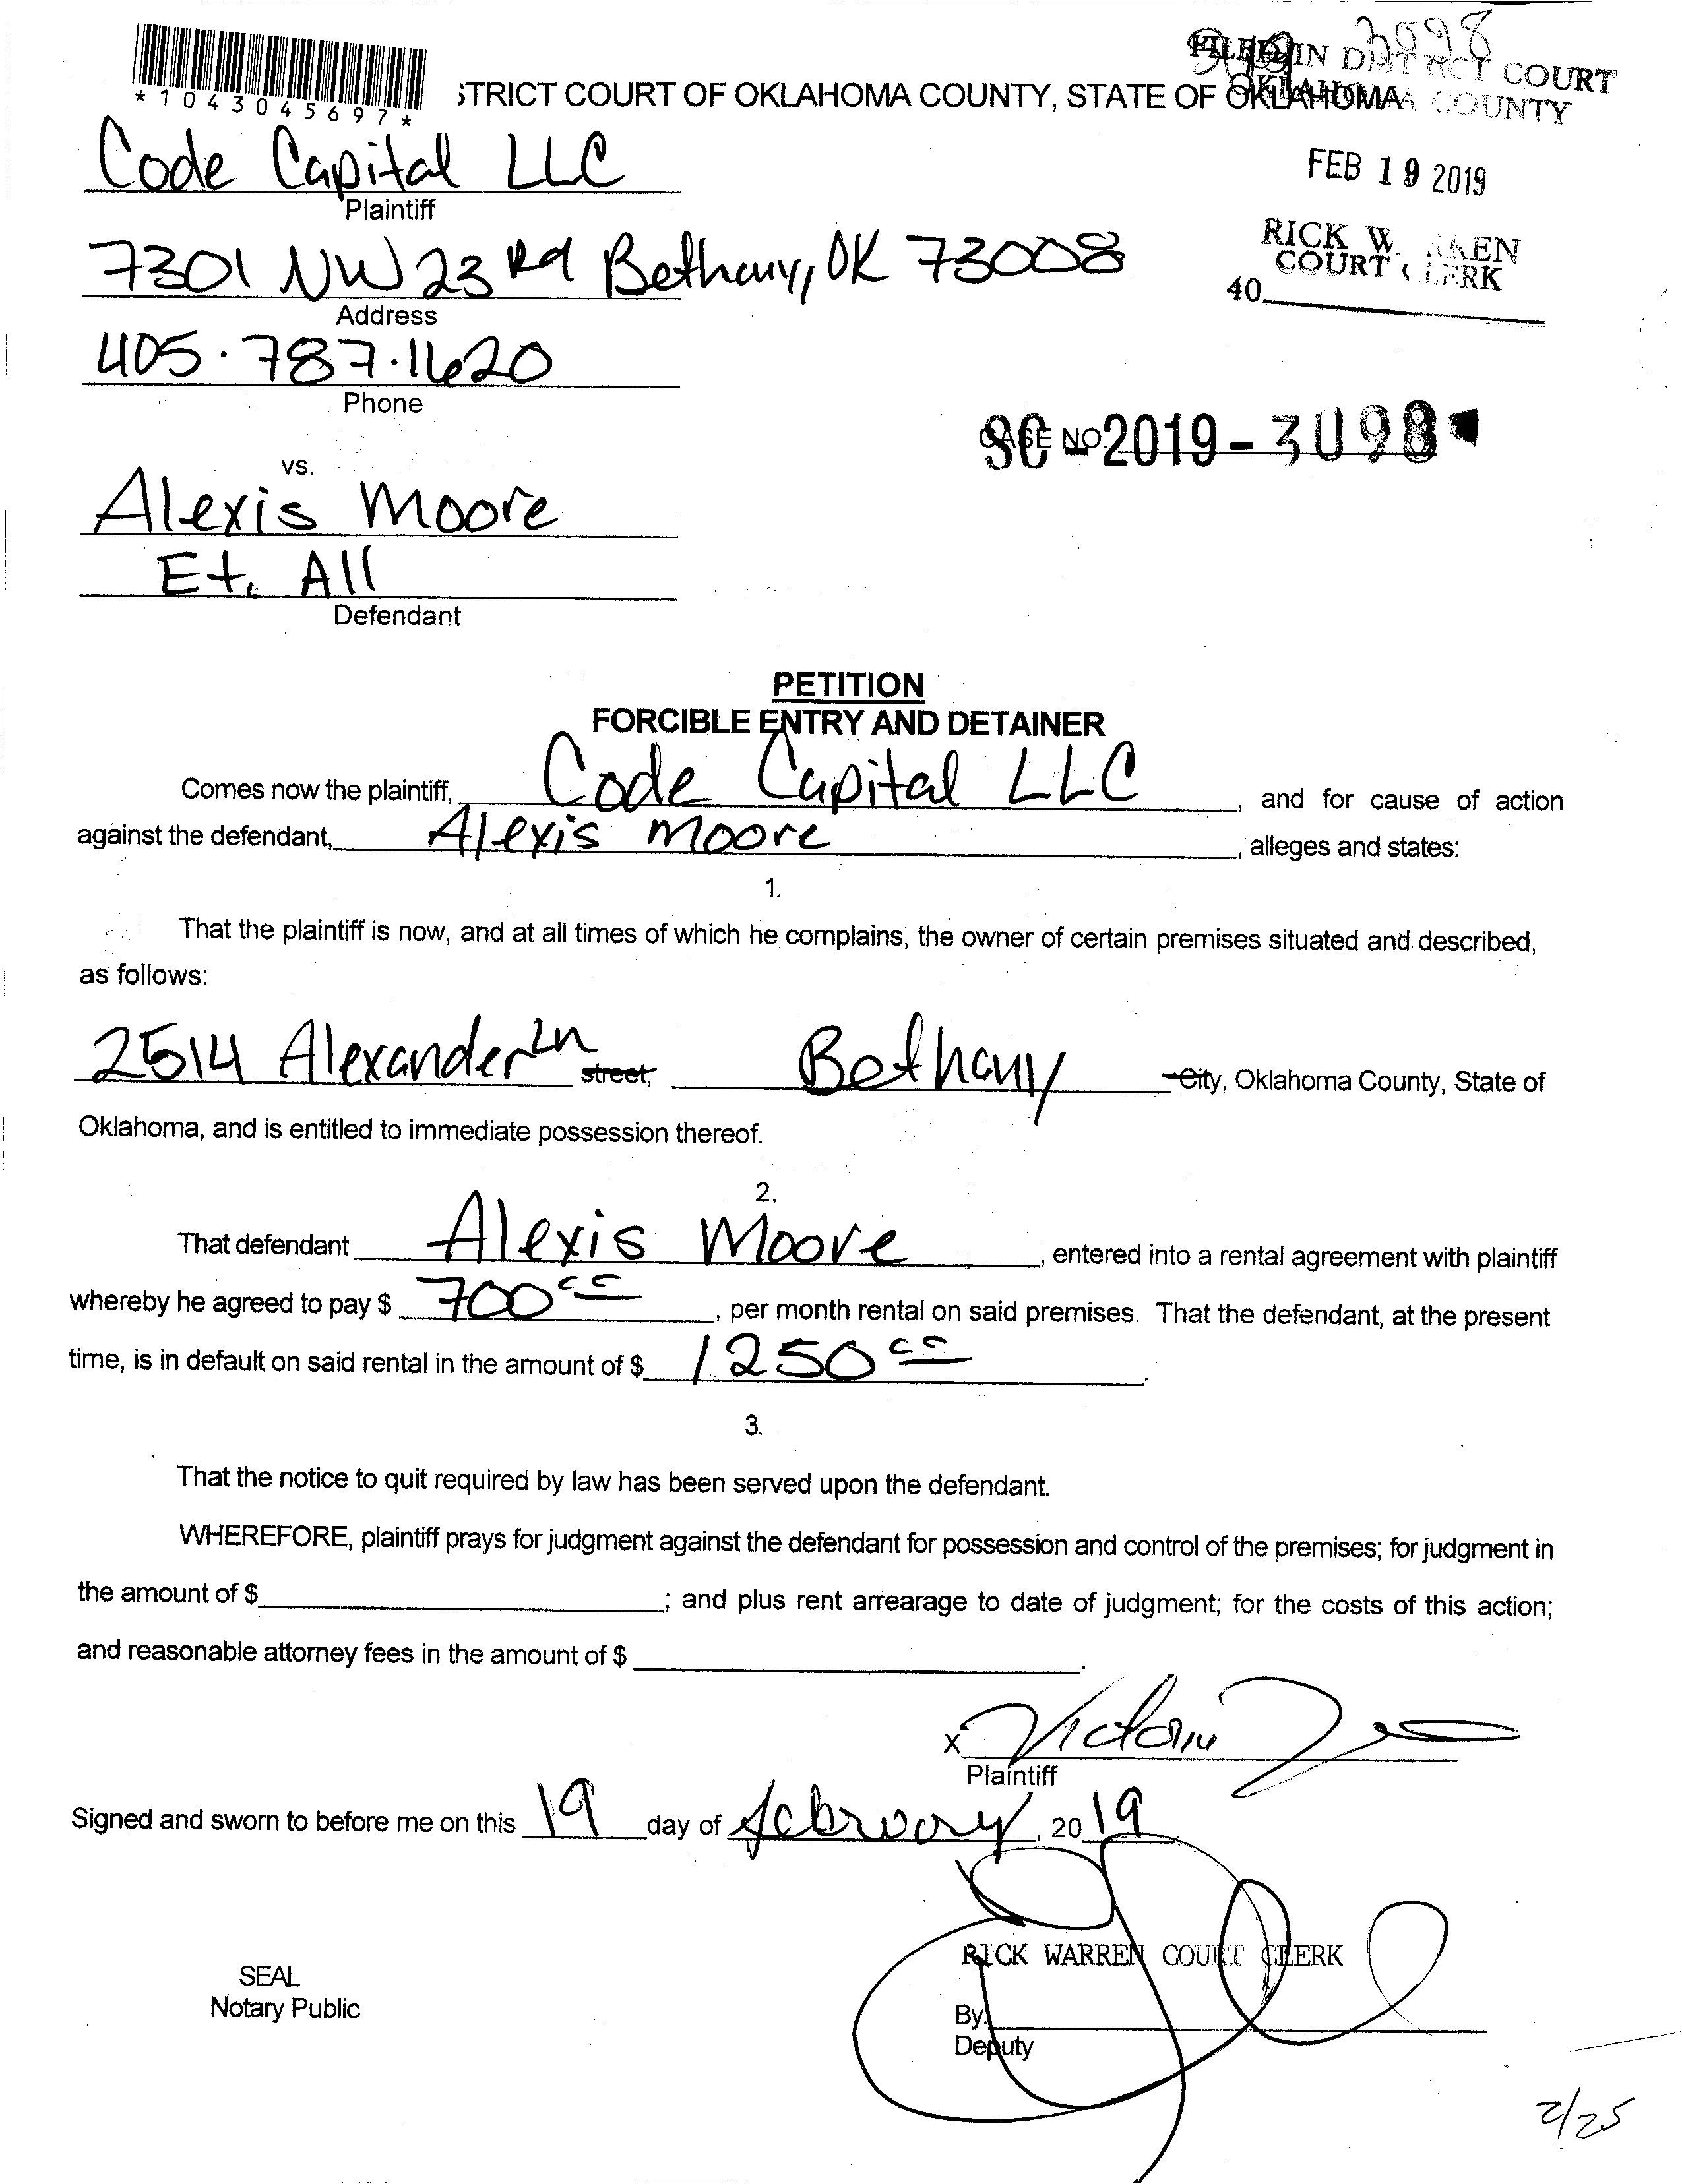 3098
FILED IN DISTRICT COURT
OKLAHOMA COUNTY
*1043045697*
STRICT COURT OF OKLAHOMA COUNTY, STATE OF OKLAHOMA
FEB 19 2019
Code Capital LLC
Plaintiff
RICK W
COURT CLERK
40
7301 NW 23 Rd Bethany, OK 73008
Address
405.787.1620
Phone
CASE NO.
SC-2019-3098
vs.
Alexis Moore
Et. All
Defendant
PETITION
FORCIBLE ENTRY AND DETAINER
Comes now the plaintiff, Code Capital LLC, and for cause of action
against the defendant, Alexis Moore, alleges and states:
1.
That the plaintiff is now, and at all times of which he complains, the owner of certain premises situated and described,
as follows:
2514 Alexander Ln street, Bethany City, Oklahoma County, State of
Oklahoma, and is entitled to immediate possession thereof.
2.
That defendant Alexis Moore, entered into a rental agreement with plaintiff
whereby he agreed to pay $ 700, per month rental on said premises. That the defendant, at the present
time, is in default on said rental in the amount of $ 1250.
3.
That the notice to quit required by law has been served upon the defendant.
WHEREFORE, plaintiff prays for judgment against the defendant for possession and control of the premises; for judgment in
the amount of $ ; and plus rent arrearage to date of judgment; for the costs of this action;
and reasonable attorney fees in the amount of $ .
x Victoria
Plaintiff
Signed and sworn to before me on this 19 day of february, 2019
RICK WARREN COURT CLERK
SEAL
Notary Public
By:
Deputy
2/25